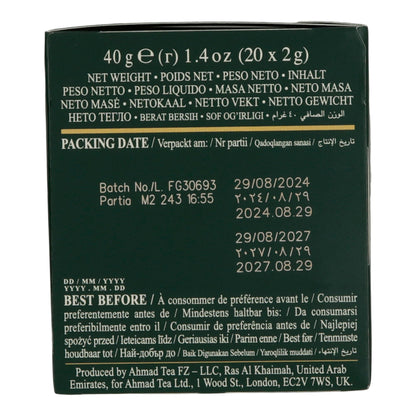 40 g ℮ (r) 1.4 oz (20 x 2g)
NET WEIGHT • POIDS NET • PESO NETO • INHALT
PESO NETTO • PESO LIQUIDO • MASA NETTO • NETO MASA
NETO MASĖ • NETOKAAL • NETTO VEKT • NETTO GEWICHT
НЕТО ТЕГЛО • BERAT BERSIH • SOF OG'IRLIGI • الوزن الصافي ٤٠ غرام
PACKING DATE / Verpackt am: / Nr partii / Qadoqlangan sanasi / تاريخ الإنتاج
Batch No/L. FG30693 29/08/2024
Partia M2 243 16:55 ٢٠٢٤/٠٨/٢٩
2024.08.29
29/08/2027
٢٠٢٧/٠٨/٢٩
2027.08.29
DD / MM / YYYY
YYYY . MM . DD
BEST BEFORE / À consommer de préférence avant le / Consumir
preferentemente antes de / Mindestens haltbar bis: / Da consumarsi
preferibilmente entro il / Consumir de preferência antes de / Najlepiej
spożyć przed / Ieteicams līdz / Geriausias iki / Parim enne / Best før / Tenminste
houdbaar tot / Най-добър до / Baik Digunakan Sebelum / Yaroqlilik muddati / تاريخ الإنتهاء
Produced by Ahmad Tea FZ – LLC, Ras Al Khaimah, United Arab
Emirates, for Ahmad Tea Ltd., 1 Wood St., London, EC2V 7WS, UK.